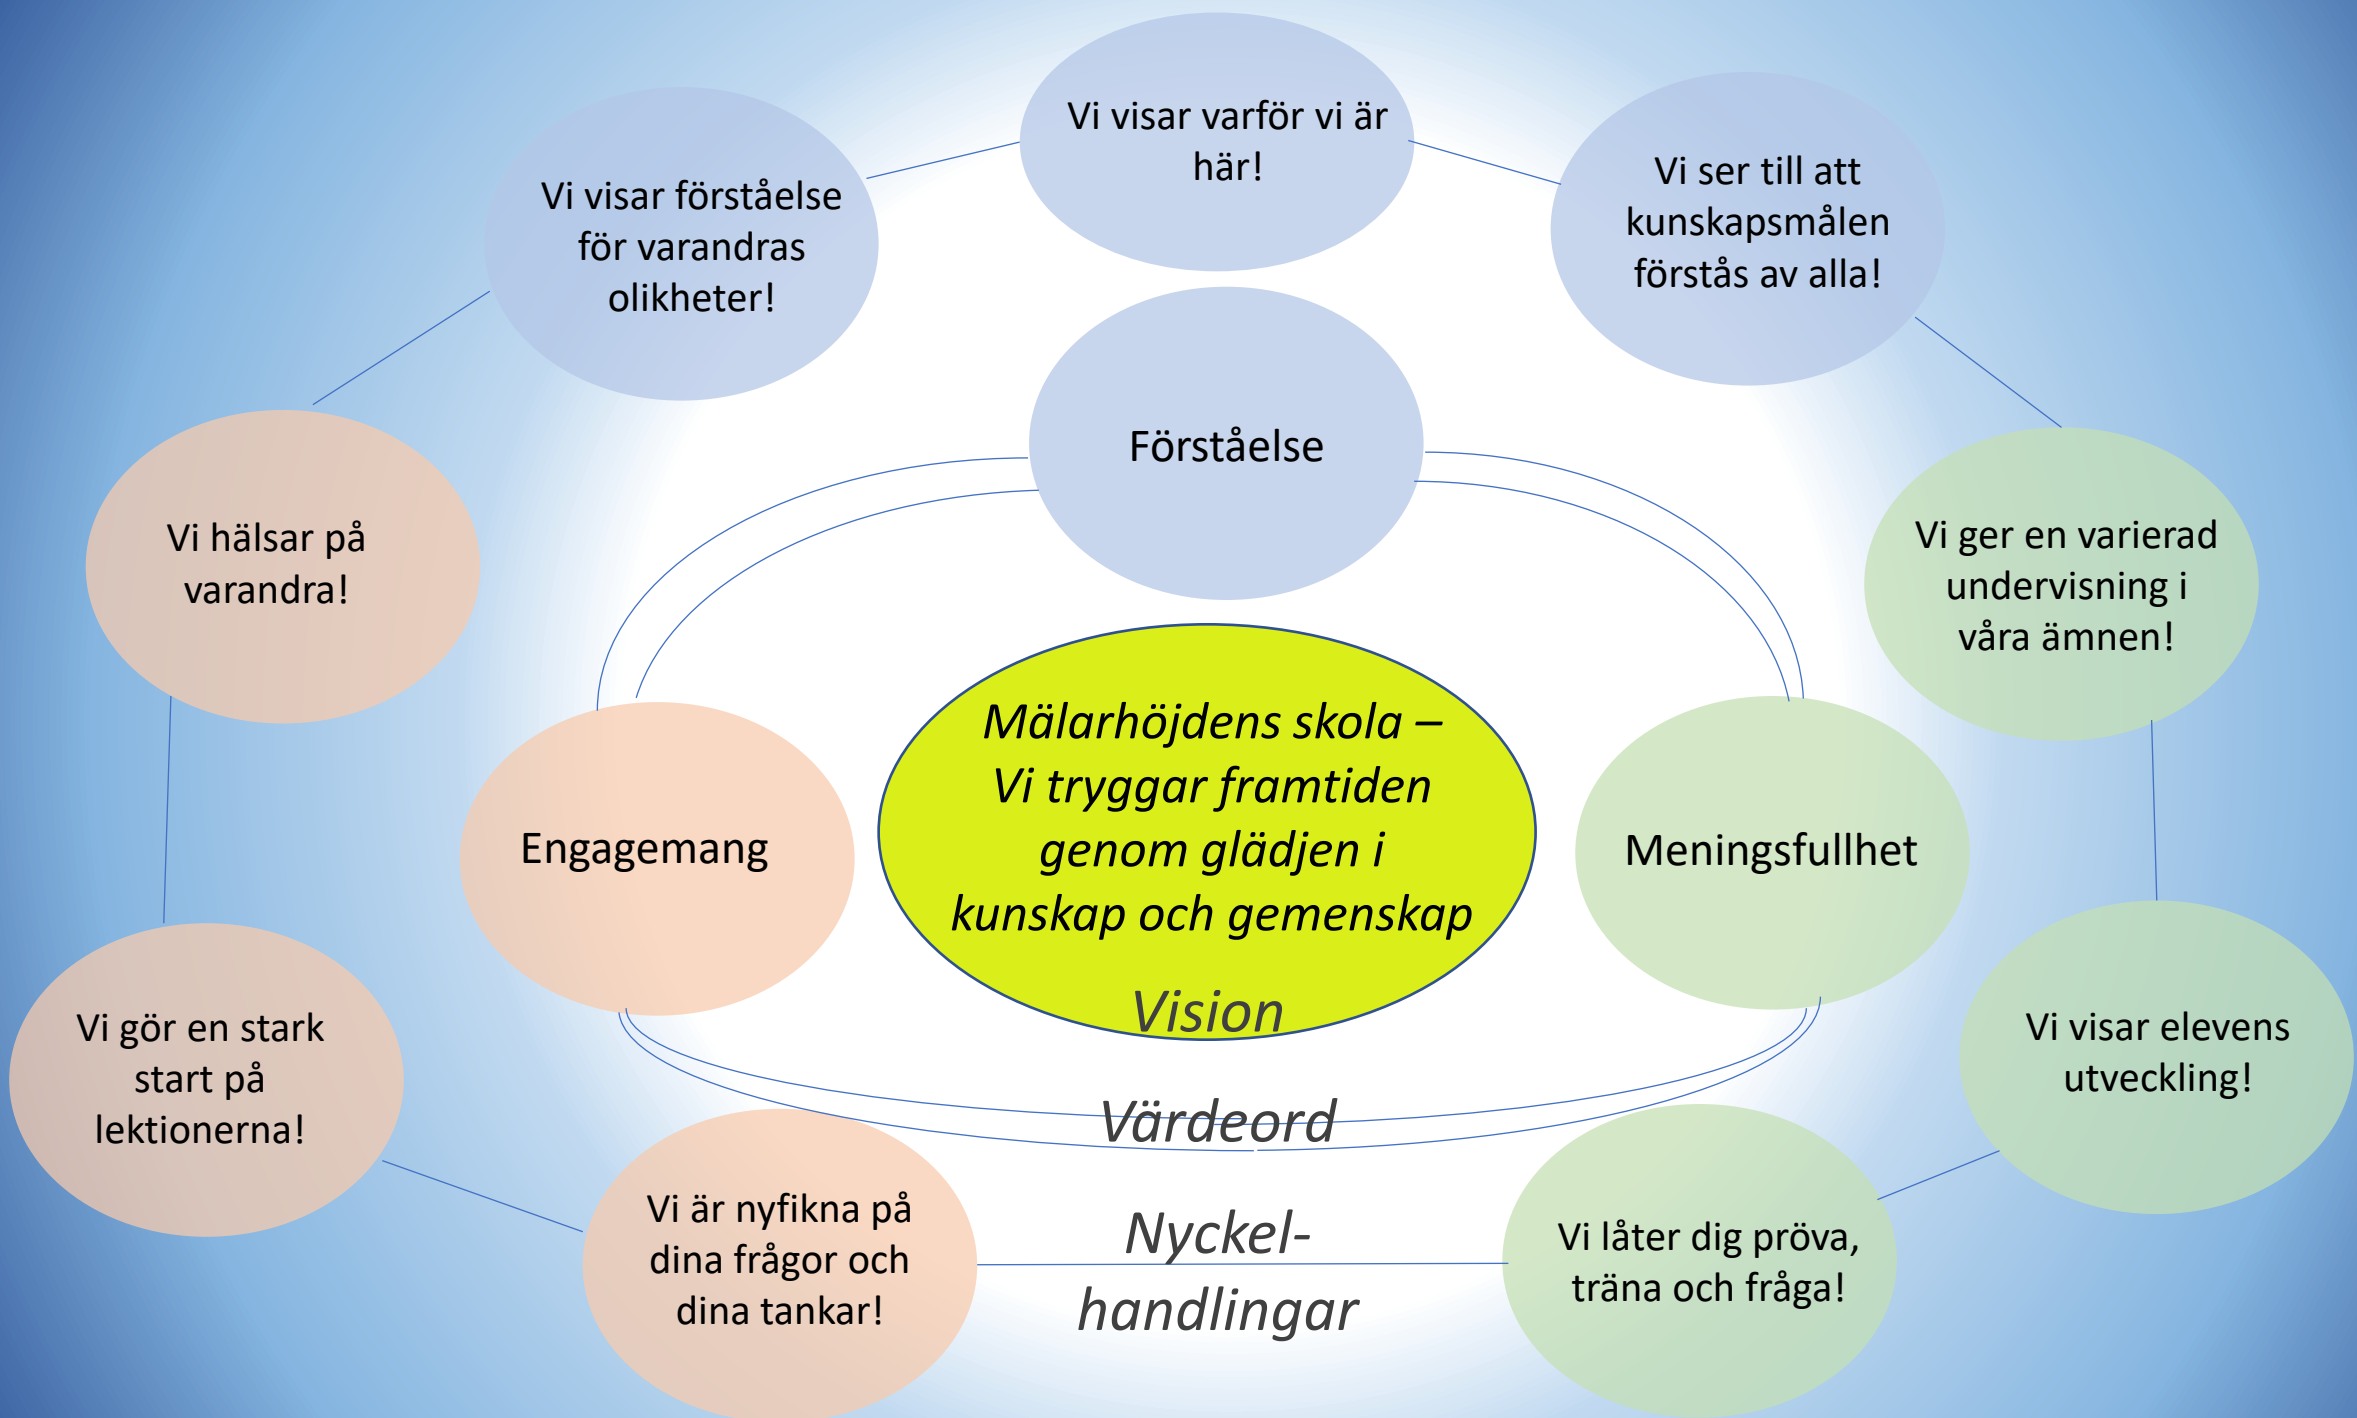 Vi visar varför vi är
här!
Vi visar förståelse
för varandras
olikheter!
Vi ser till att
kunskapsmålen
förstås av alla!
Förståelse
Vi hälsar på
varandra!
Vi ger en varierad
undervisning i
våra ämnen!
Engagemang
Mälarhöjdens skola –
Vi tryggar framtiden
genom glädjen i
kunskap och gemenskap
Vision
Meningsfullhet
Vi gör en stark
start på
lektionerna!
Vi visar elevens
utveckling!
Värdeord
Vi är nyfikna på
dina frågor och
dina tankar!
Nyckel-
handlingar
Vi låter dig pröva,
träna och fråga!